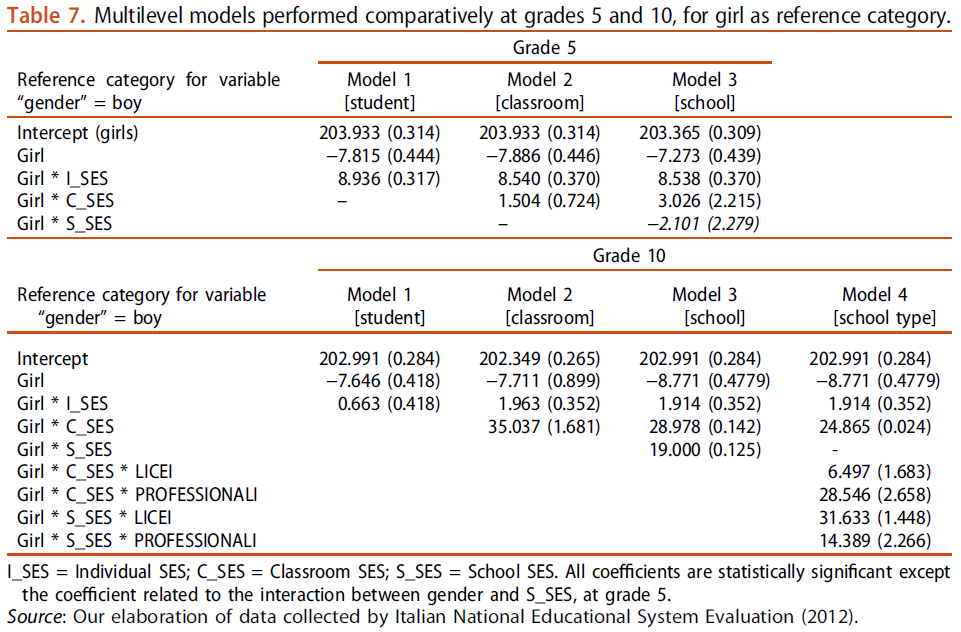 Table 7. Multilevel models performed comparatively at grades 5 and 10, for girl as reference category.
Grade 5
Reference category for variable Model 1 Model 2 Model 3
“gender” = boy [student] [classroom] [school]
Intercept (girls) 203.933 (0.314) 203.933 (0.314) 203.365 (0.309)
Girl −7.815 (0.444) −7.886 (0.446) −7.273 (0.439)
Girl * I_SES 8.936 (0.317) 8.540 (0.370) 8.538 (0.370)
Girl * C_SES – 1.504 (0.724) 3.026 (2.215)
Girl * S_SES – −2.101 (2.279)
Grade 10
Reference category for variable Model 1 Model 2 Model 3 Model 4
“gender” = boy [student] [classroom] [school] [school type]
Intercept 202.991 (0.284) 202.349 (0.265) 202.991 (0.284) 202.991 (0.284)
Girl −7.646 (0.418) −7.711 (0.899) −8.771 (0.4779) −8.771 (0.4779)
Girl * I_SES 0.663 (0.418) 1.963 (0.352) 1.914 (0.352) 1.914 (0.352)
Girl * C_SES 35.037 (1.681) 28.978 (0.142) 24.865 (0.024)
Girl * S_SES 19.000 (0.125) -
Girl * C_SES * LICEI 6.497 (1.683)
Girl * C_SES * PROFESSIONALI 28.546 (2.658)
Girl * S_SES * LICEI 31.633 (1.448)
Girl * S_SES * PROFESSIONALI 14.389 (2.266)
I_SES = Individual SES; C_SES = Classroom SES; S_SES = School SES. All coefficients are statistically significant except
the coefficient related to the interaction between gender and S_SES, at grade 5.
Source: Our elaboration of data collected by Italian National Educational System Evaluation (2012).